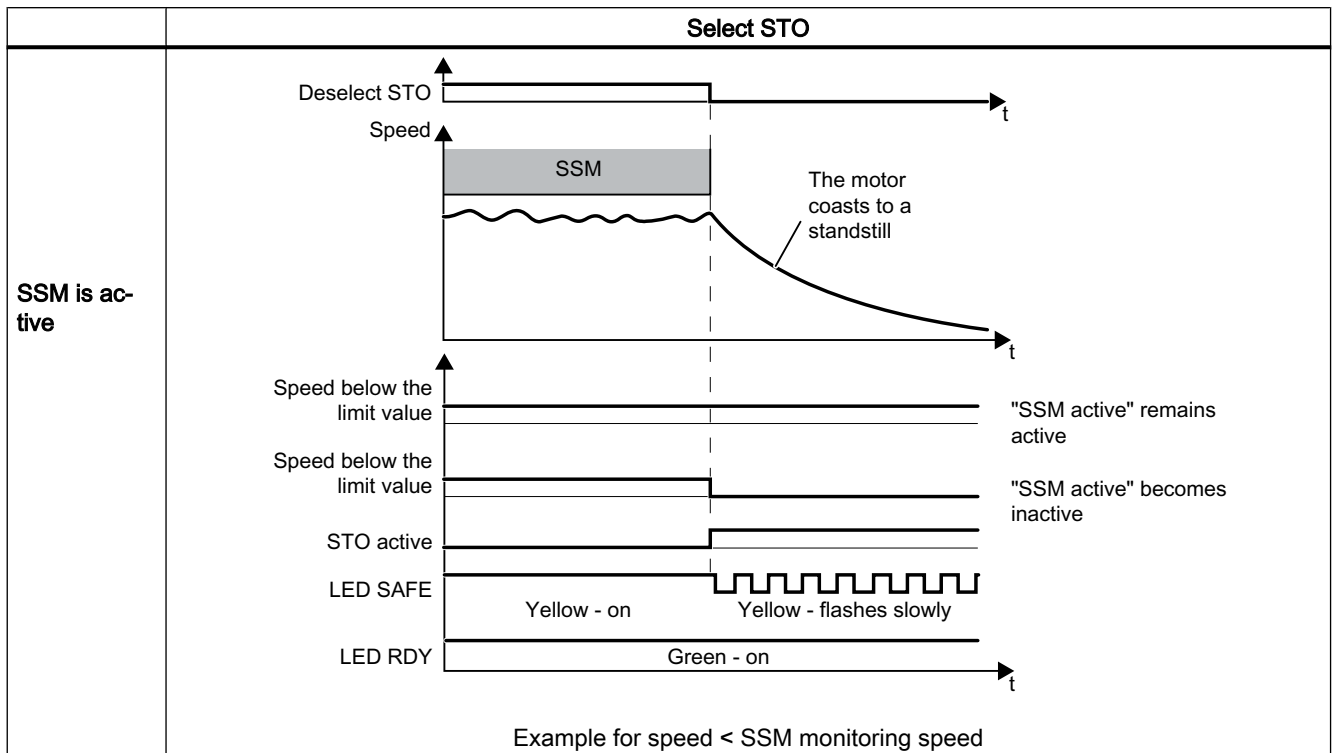 Select STO
SSM is ac-
tive
Deselect STO
t
Speed
SSM
The motor
coasts to a
standstill
t
Speed below the
limit value
"SSM active" remains
active
Speed below the
limit value
"SSM active" becomes
inactive
STO active
LED SAFE
Yellow - on
Yellow - flashes slowly
LED RDY
Green - on
t
Example for speed < SSM monitoring speed